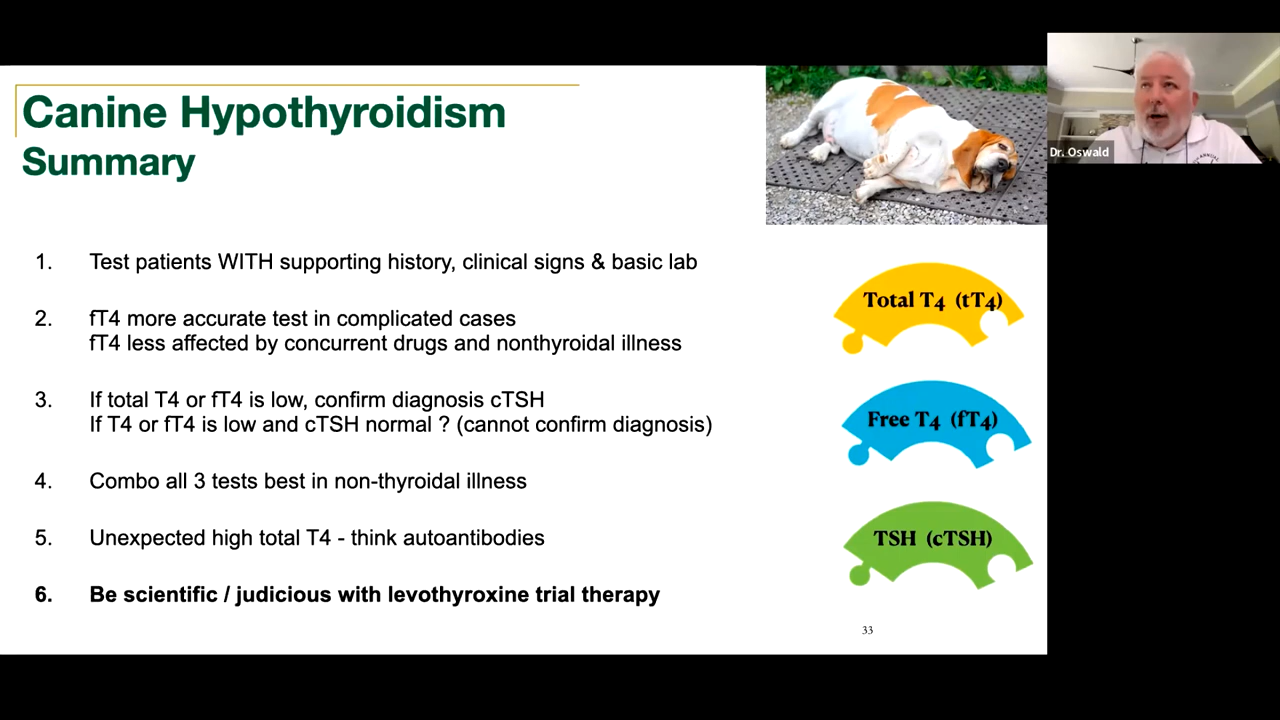 Canine Hypothyroidism
Summary
1. Test patients WITH supporting history, clinical signs & basic lab
2. fT4 more accurate test in complicated cases
fT4 less affected by concurrent drugs and nonthyroidal illness
3. If total T4 or fT4 is low, confirm diagnosis cTSH
If T4 or fT4 is low and cTSH normal ? (cannot confirm diagnosis)
4. Combo all 3 tests best in non-thyroidal illness
5. Unexpected high total T4 - think autoantibodies
6. Be scientific / judicious with levothyroxine trial therapy
Total T4 (tT4)
Free T4 (fT4)
TSH (cTSH)
33
Dr. Oswald